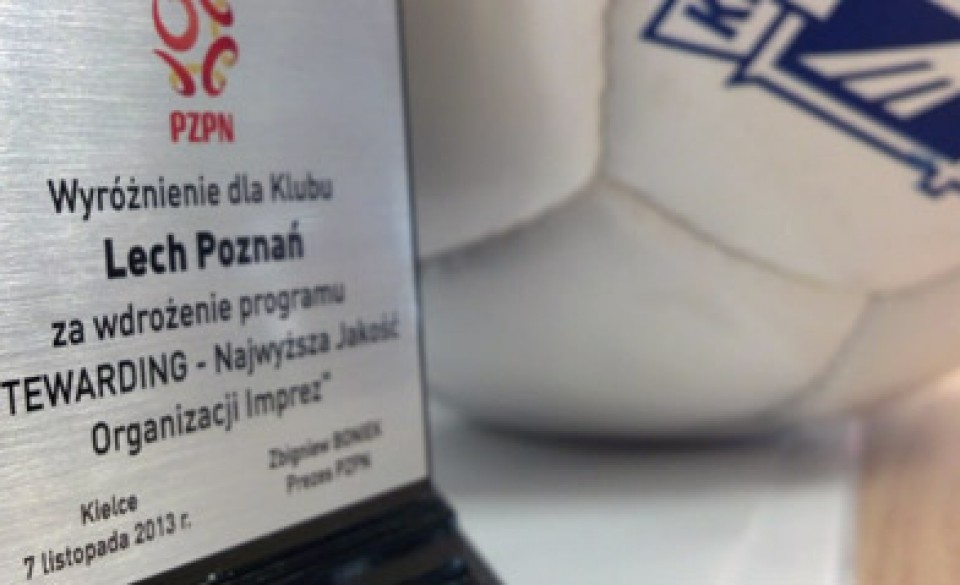 PZPN
Wyróżnienie dla Klubu
Lech Poznań
za wdrożenie programu
TEWARDING - Najwyższa Jakość
Organizacji Imprez"
Zbigniew BONIEK
Prezes PZPN
Kielce
7 listopada 2013 r.
K